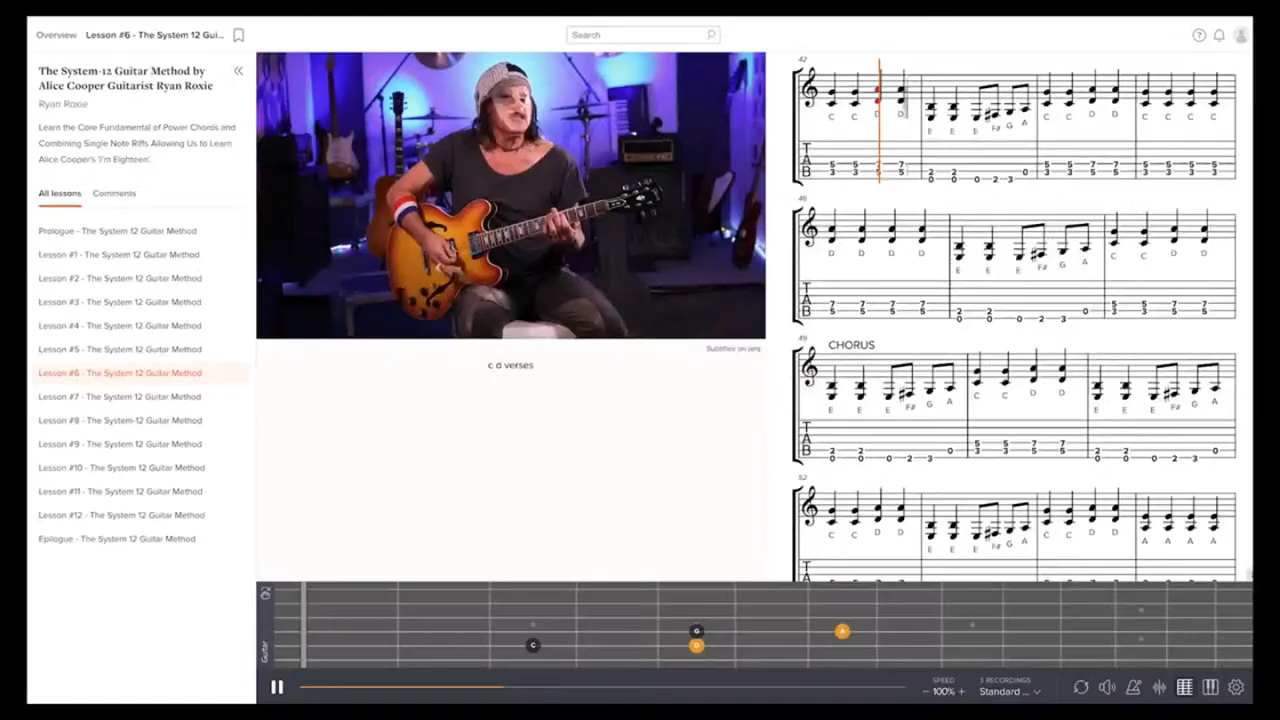 Overview
Lesson #6 - The System 12 Gui...
Search
The System-12 Guitar Method by
Alice Cooper Guitarist Ryan Roxie
Ryan Roxie
Learn the Core Fundamental of Power Chords and
Combining Single Note Riffs Allowing Us to Learn
Alice Cooper's 'I'm Eighteen'.
All lessons
Comments
Prologue - The System 12 Guitar Method
Lesson #1 - The System 12 Guitar Method
Lesson #2 - The System 12 Guitar Method
Lesson #3 - The System 12 Guitar Method
Lesson #4 - The System 12 Guitar Method
Lesson #5 - The System 12 Guitar Method
Lesson #6 - The System 12 Guitar Method
Lesson #7 - The System 12 Guitar Method
Lesson #8 - The System 12 Guitar Method
Lesson #9 - The System 12 Guitar Method
Lesson #10 - The System 12 Guitar Method
Lesson #11 - The System 12 Guitar Method
Lesson #12 - The System 12 Guitar Method
Epilogue - The System 12 Guitar Method
Subtitles on
c d verses
42
C C D D E E E F# G A C C D D C C C C
46
D D D D E E E F# G A C C D D
49
CHORUS
E E E F# G A C C D D E E E F# G A
52
C C D D E E E F# G A C C D D A A A A
Guitar
C
G
D
A
SPEED
− 100% +
3 RECORDINGS
Standard ...